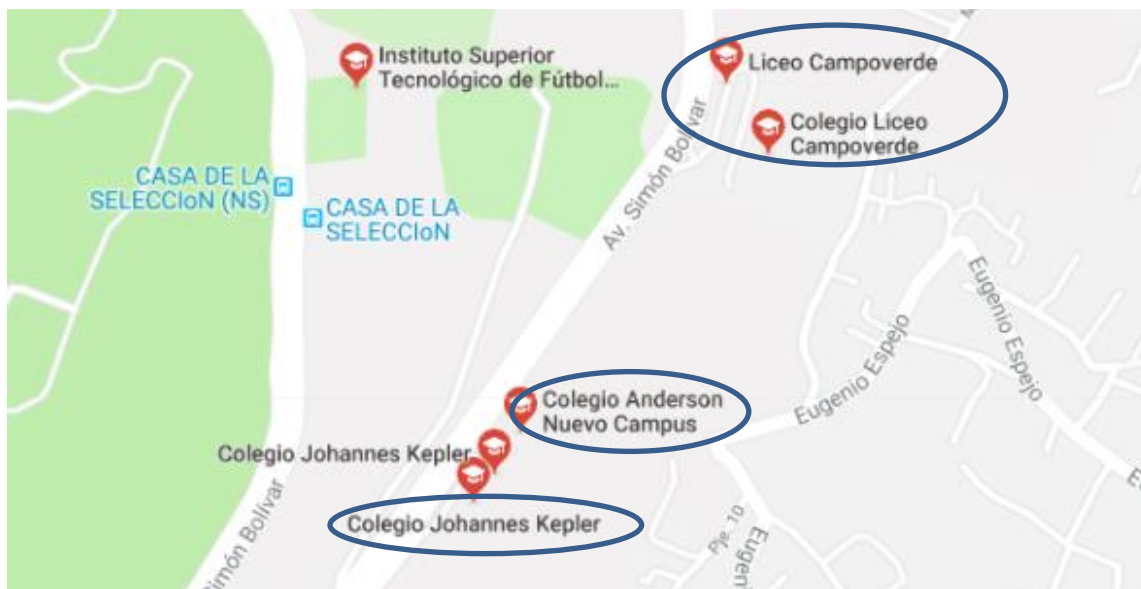 Instituto Superior
Tecnológico de Fútbol...
Liceo Campoverde
Colegio Liceo
Campoverde
Av. Simón Bolívar
CASA DE LA
SELECCIoN (NS)
CASA DE LA
SELECCIoN
Eugenio Espejo
Eugenio Espejo
Colegio Anderson
Nuevo Campus
Colegio Johannes Kepler
Colegio Johannes Kepler
Simón Bolívar
Pje. 10